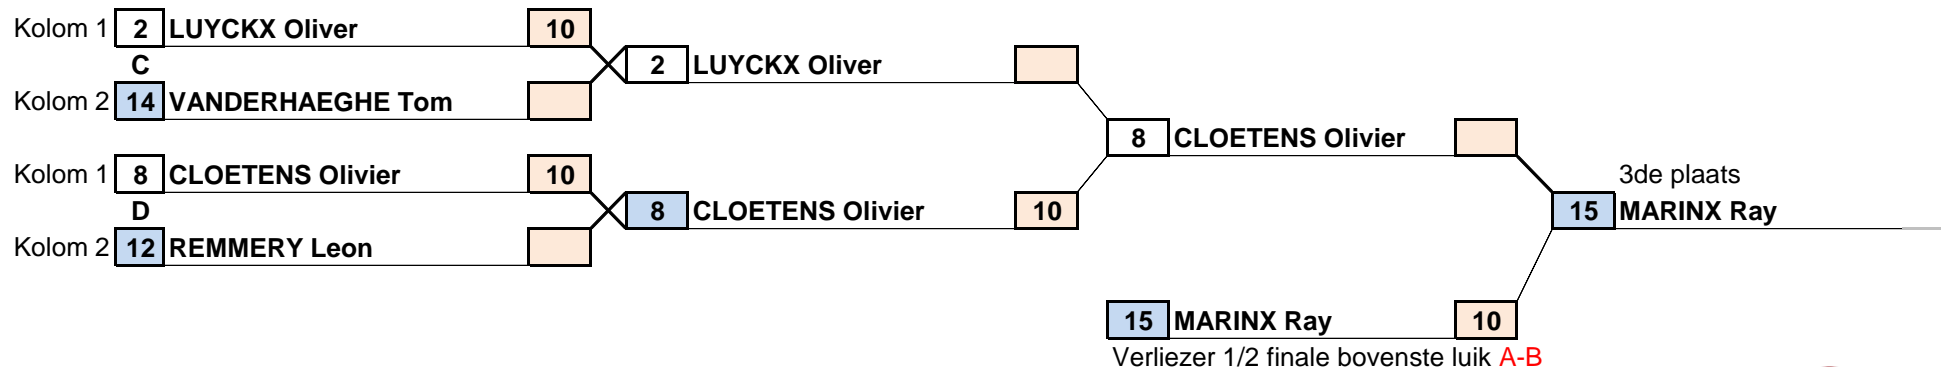 Kolom 1 2 LUYCKX Oliver 10
C
Kolom 2 14 VANDERHAEGHE Tom
2 LUYCKX Oliver
Kolom 1 8 CLOETENS Olivier 10
D
Kolom 2 12 REMMERY Leon
8 CLOETENS Olivier 10
8 CLOETENS Olivier
15 MARINX Ray 10
Verliezer 1/2 finale bovenste luik A-B
3de plaats
15 MARINX Ray